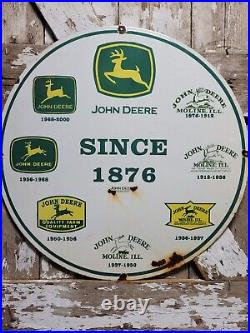 JOHN DEERE
JOHN DEERE
1968-2000
JOHN DEERE
MOLINE, ILL.
1876-1912
SINCE
1876
JOHN DEERE
1956-1968
JOHN DEERE
MOLINE, ILL.
1912-1936
JOHN DEERE
JOHN DEERE
QUALITY FARM
EQUIPMENT
1950-1956
JOHN DEERE
MOLINE, ILL.
1937-1950
JOHN DEERE
1936-1937